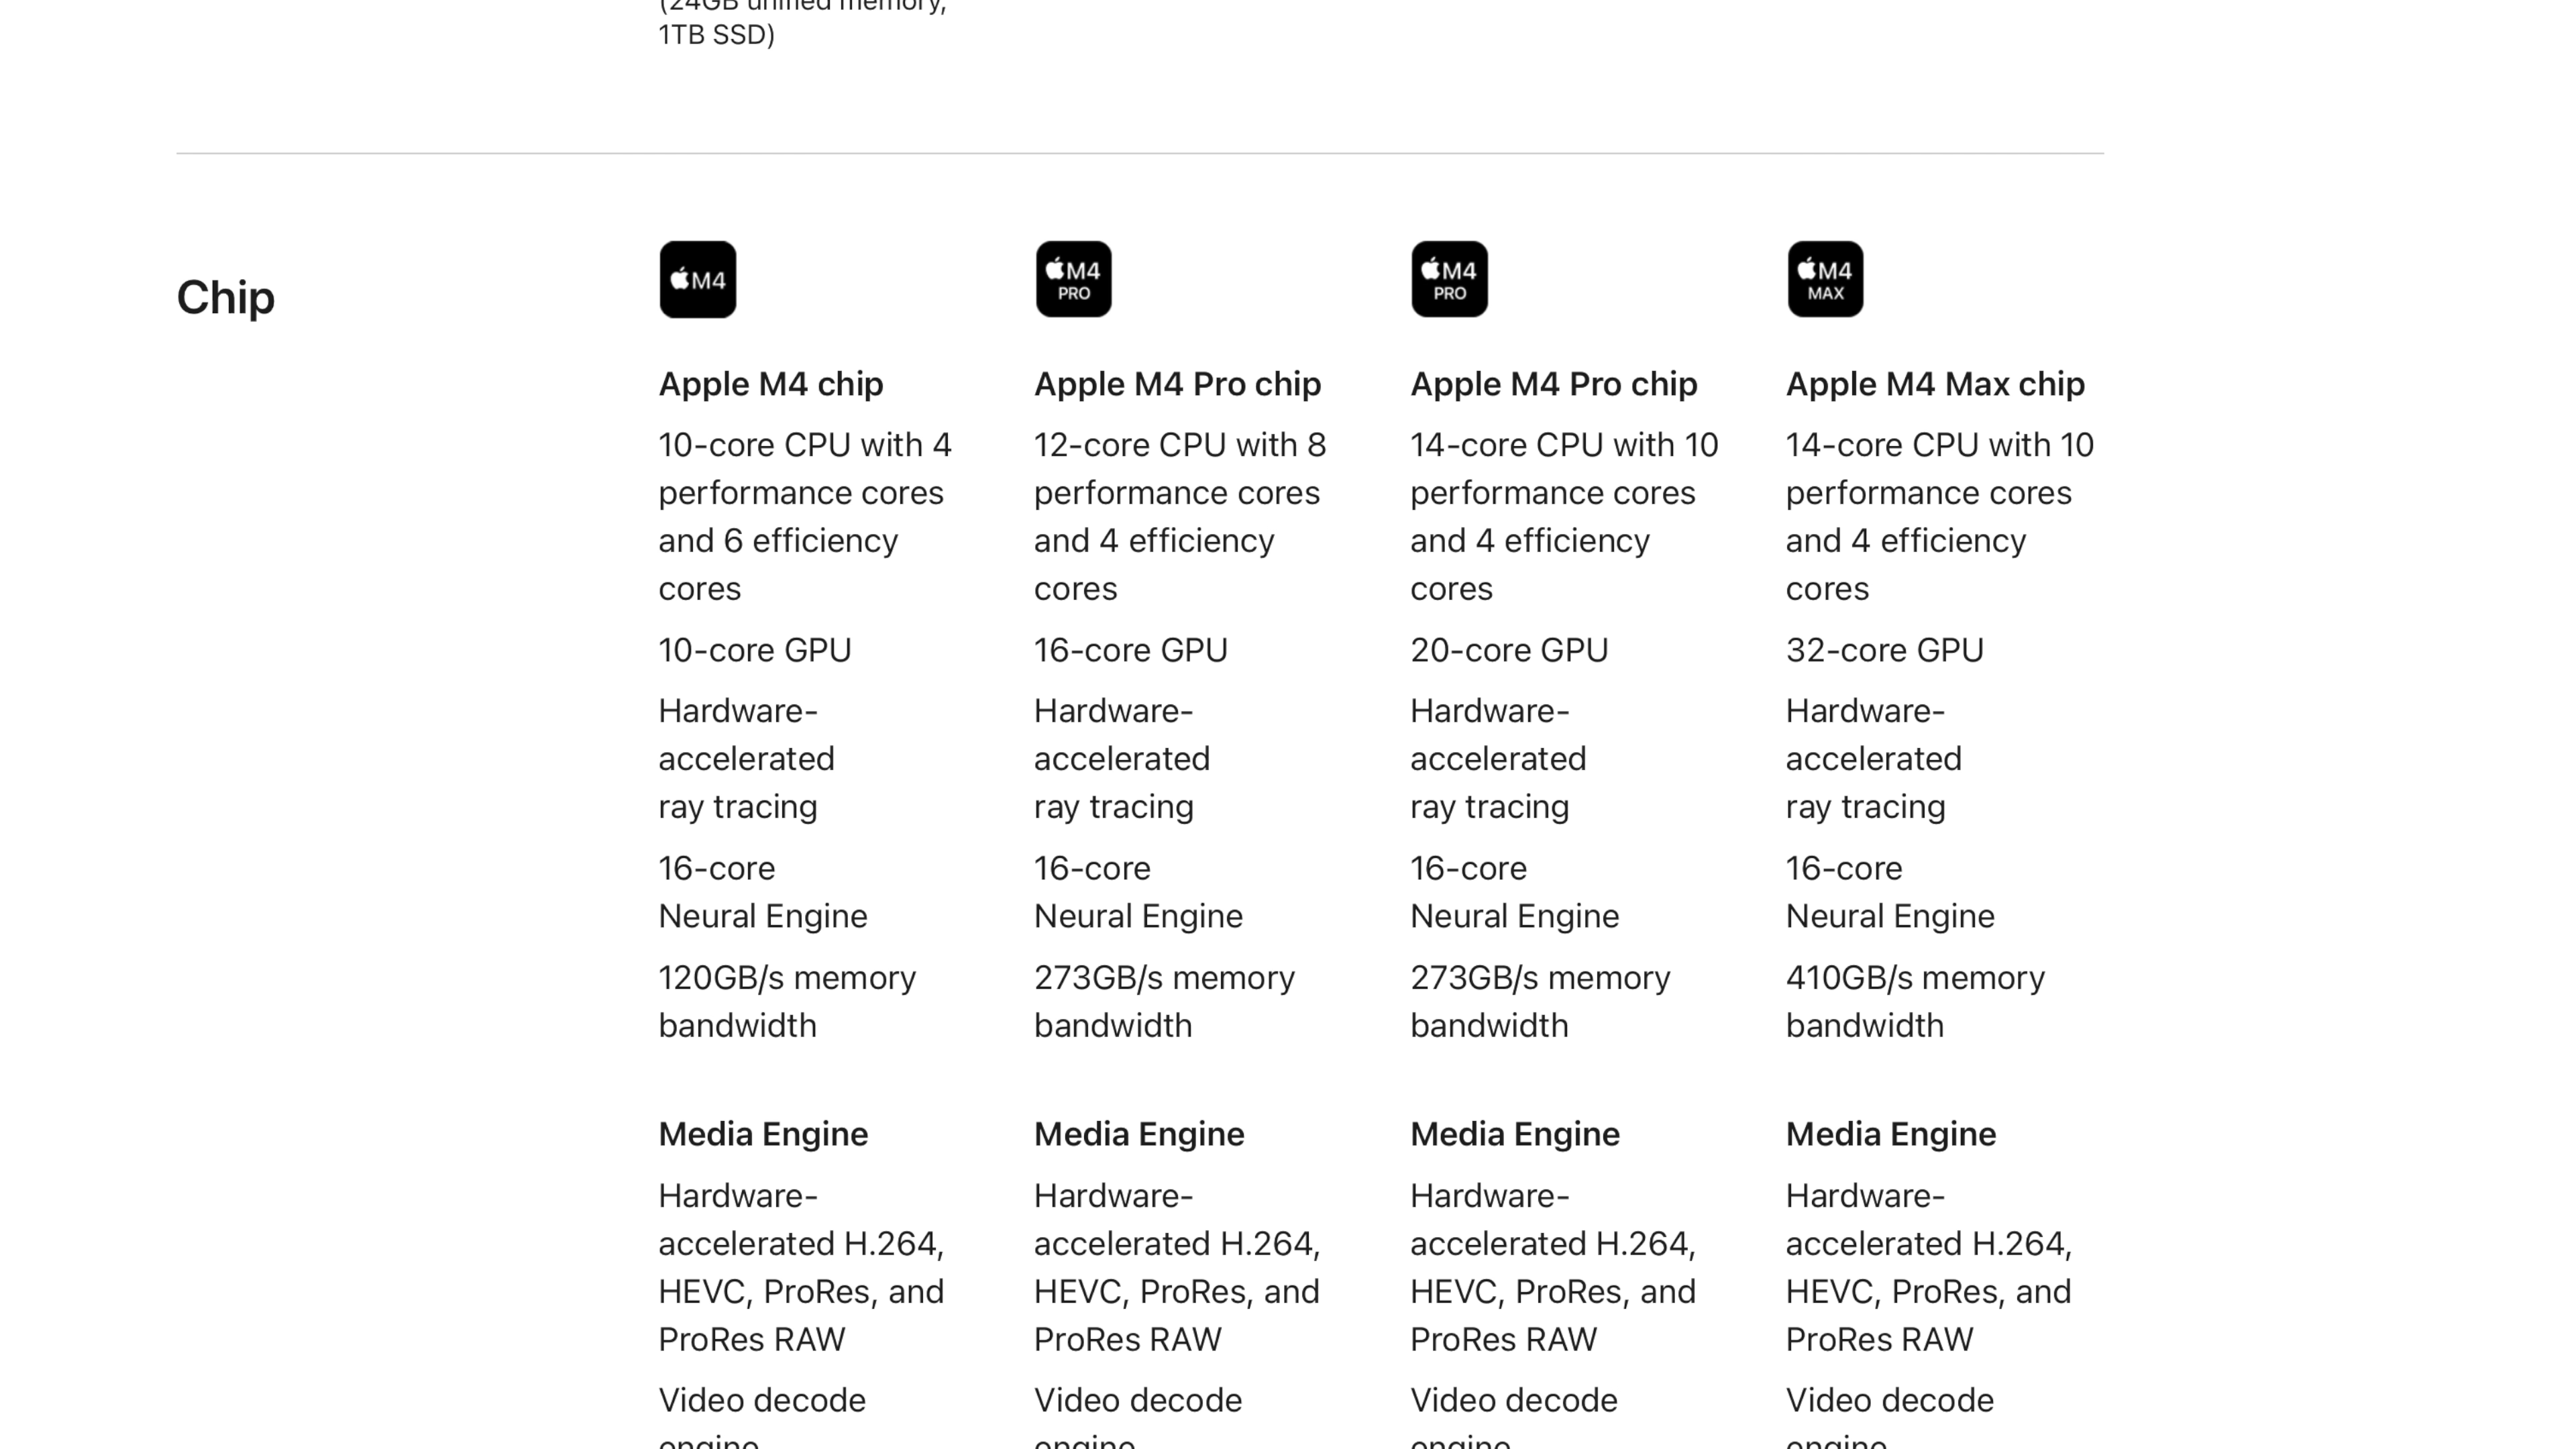 (24GB unified memory,
1TB SSD)
Chip
M4
M4
PRO
M4
PRO
M4
MAX
Apple M4 chip
10-core CPU with 4
performance cores
and 6 efficiency
cores
10-core GPU
Hardware-
accelerated
ray tracing
16-core
Neural Engine
120GB/s memory
bandwidth
Media Engine
Hardware-
accelerated H.264,
HEVC, ProRes, and
ProRes RAW
Video decode
engine
Apple M4 Pro chip
12-core CPU with 8
performance cores
and 4 efficiency
cores
16-core GPU
Hardware-
accelerated
ray tracing
16-core
Neural Engine
273GB/s memory
bandwidth
Media Engine
Hardware-
accelerated H.264,
HEVC, ProRes, and
ProRes RAW
Video decode
engine
Apple M4 Pro chip
14-core CPU with 10
performance cores
and 4 efficiency
cores
20-core GPU
Hardware-
accelerated
ray tracing
16-core
Neural Engine
273GB/s memory
bandwidth
Media Engine
Hardware-
accelerated H.264,
HEVC, ProRes, and
ProRes RAW
Video decode
engine
Apple M4 Max chip
14-core CPU with 10
performance cores
and 4 efficiency
cores
32-core GPU
Hardware-
accelerated
ray tracing
16-core
Neural Engine
410GB/s memory
bandwidth
Media Engine
Hardware-
accelerated H.264,
HEVC, ProRes, and
ProRes RAW
Video decode
engine